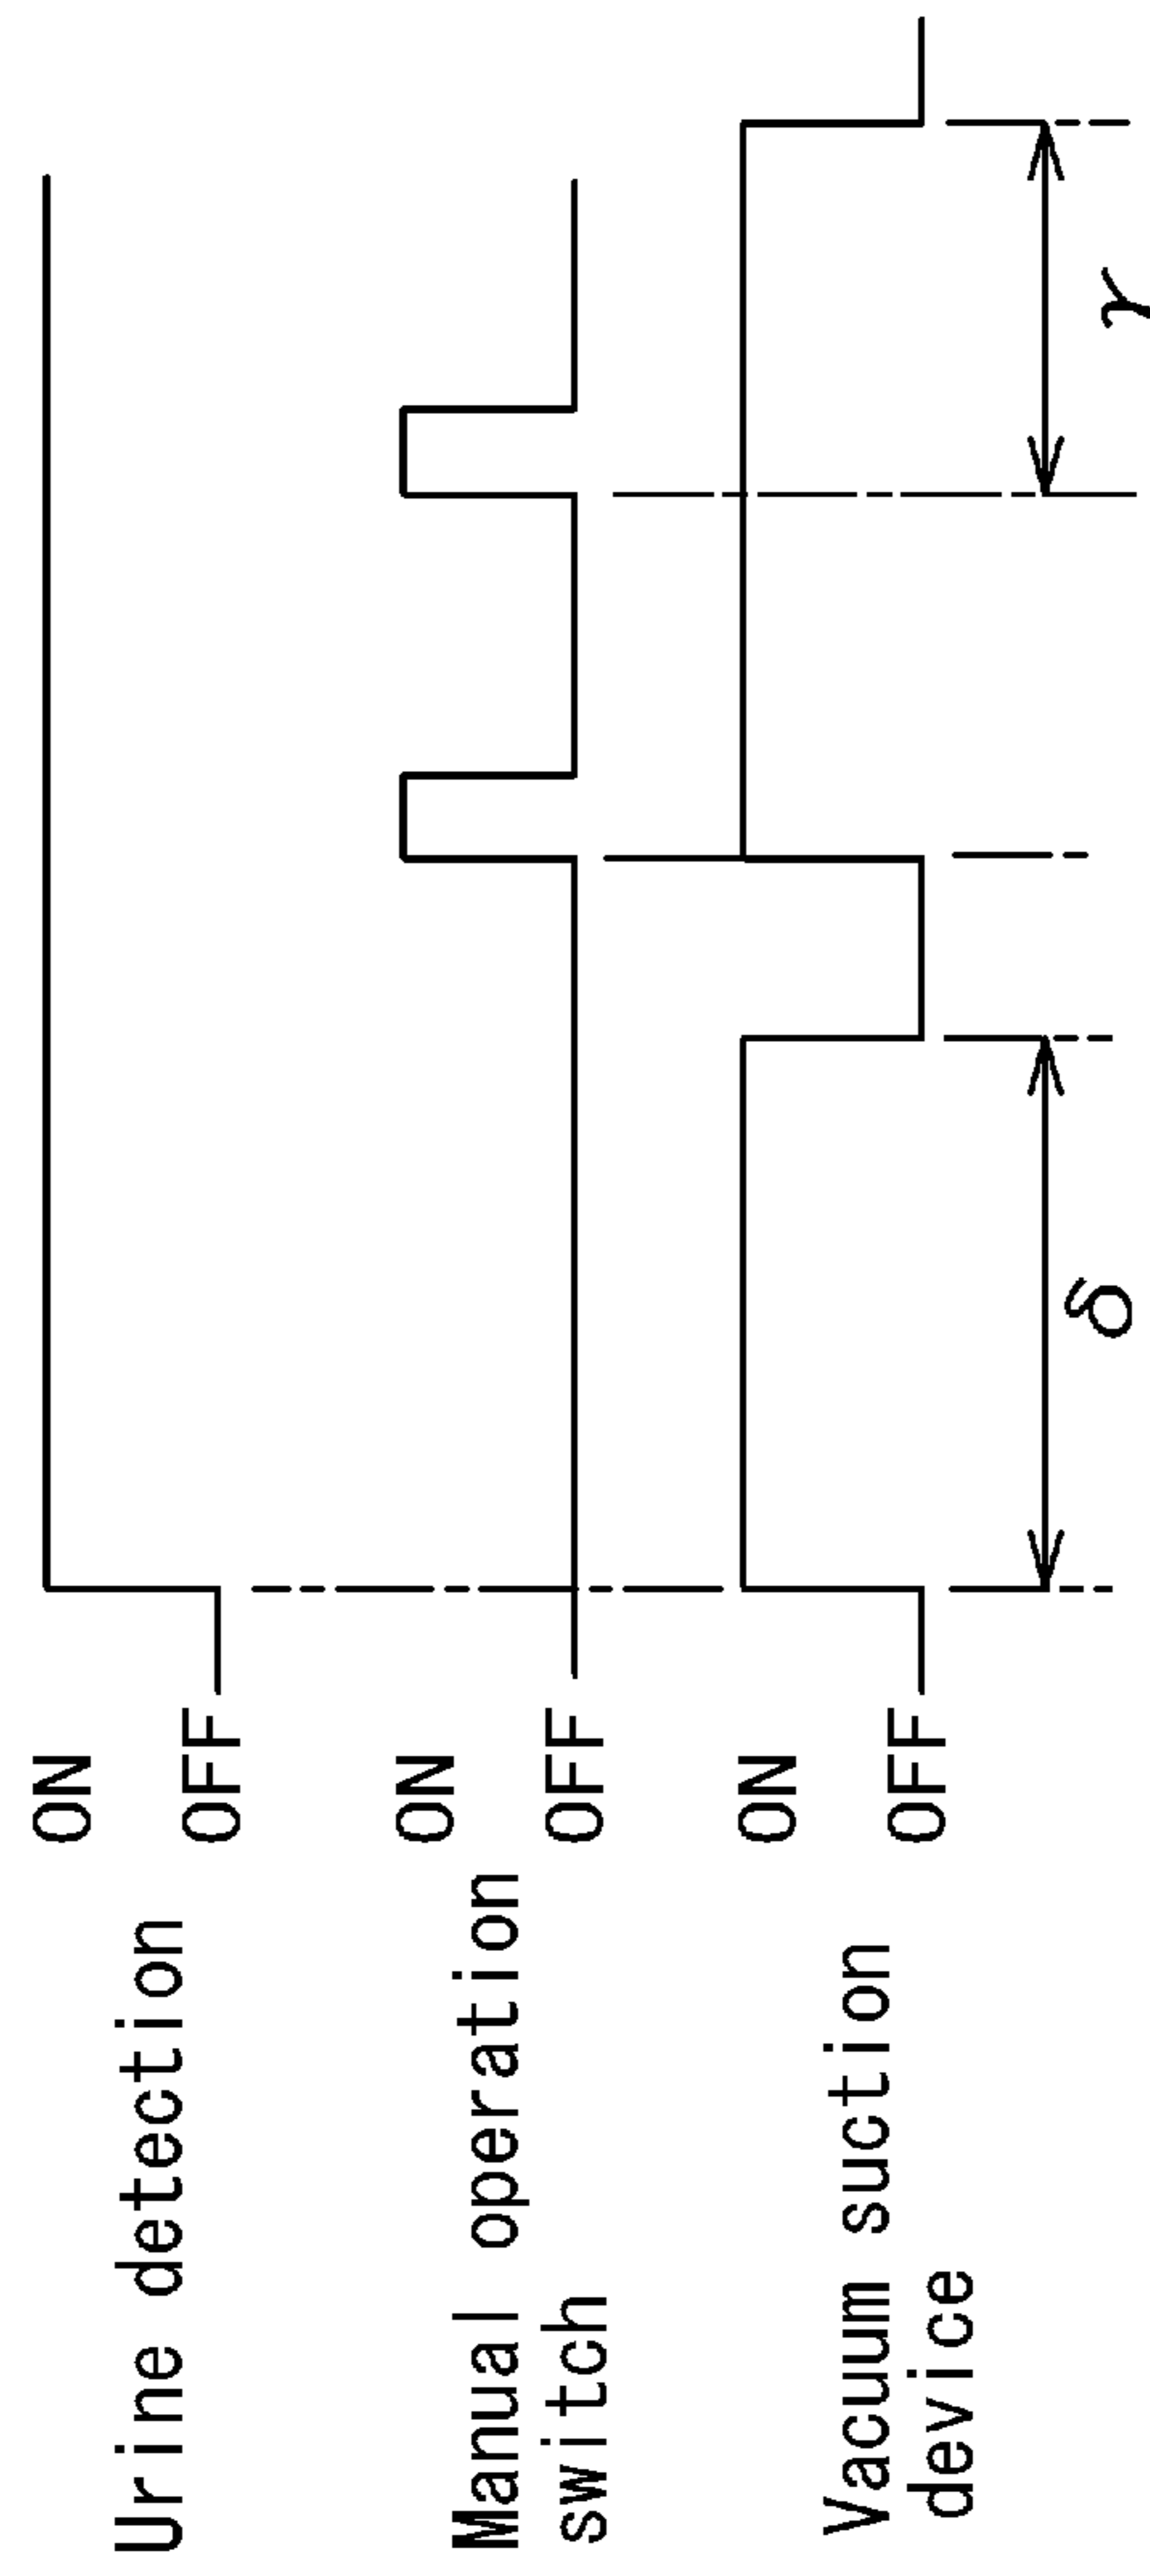 Urine detection
ON
OFF
Manual operation
switch
ON
OFF
Vacuum suction
device
ON
OFF
δ
γ